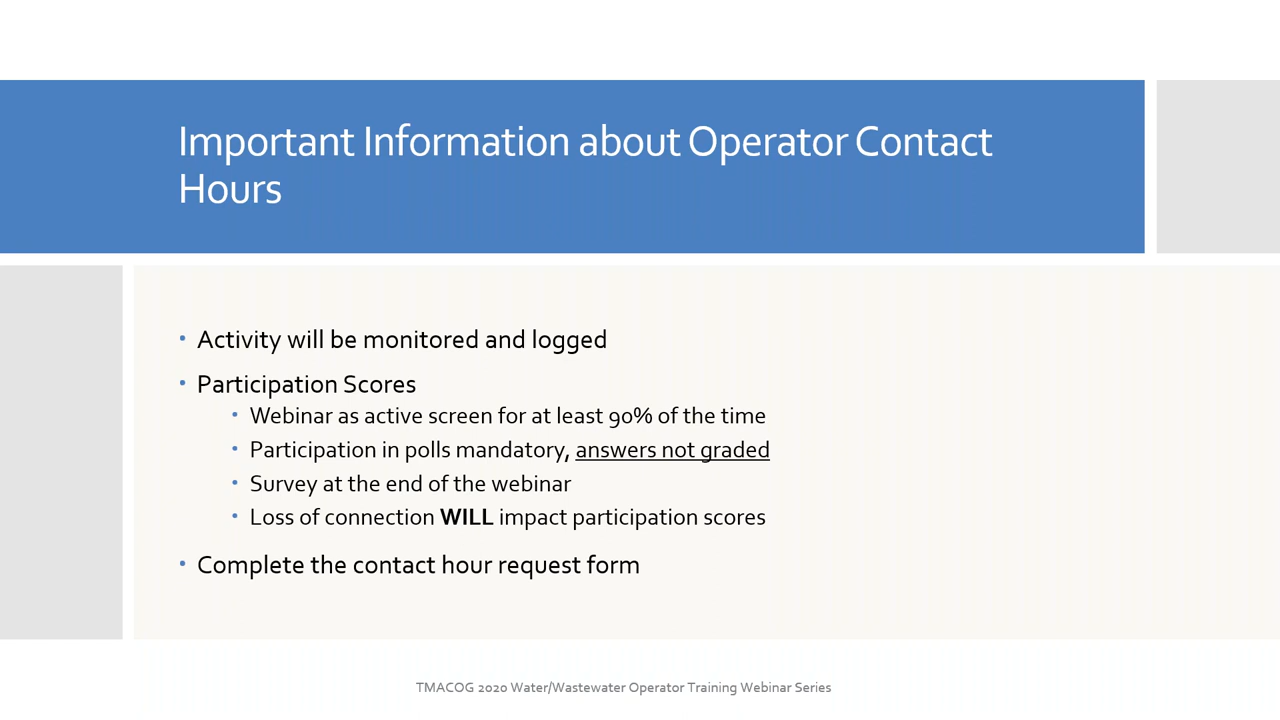 Important Information about Operator Contact
Hours
• Activity will be monitored and logged
• Participation Scores
• Webinar as active screen for at least 90% of the time
• Participation in polls mandatory, answers not graded
• Survey at the end of the webinar
• Loss of connection WILL impact participation scores
• Complete the contact hour request form
TMACOG 2020 Water/Wastewater Operator Training Webinar Series